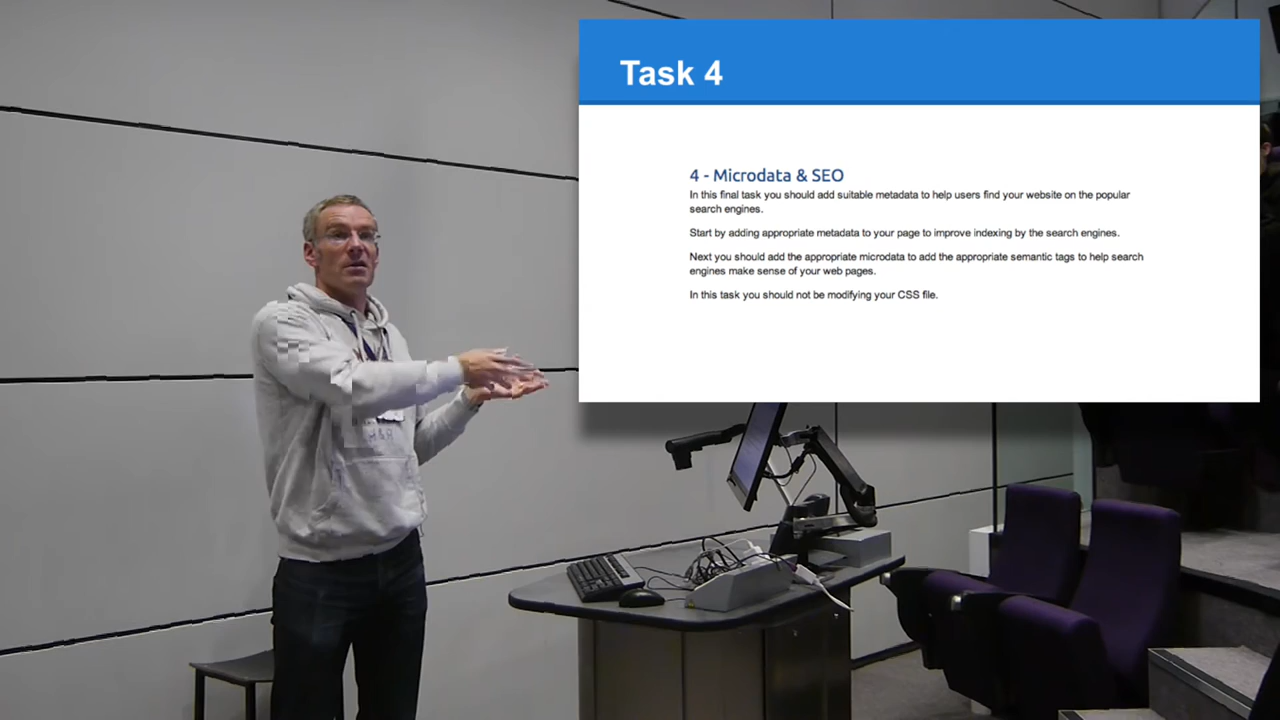 Task 4
4 - Microdata & SEO
In this final task you should add suitable metadata to help users find your website on the popular
search engines.
Start by adding appropriate metadata to your page to improve indexing by the search engines.
Next you should add the appropriate microdata to add the appropriate semantic tags to help search
engines make sense of your web pages.
In this task you should not be modifying your CSS file.